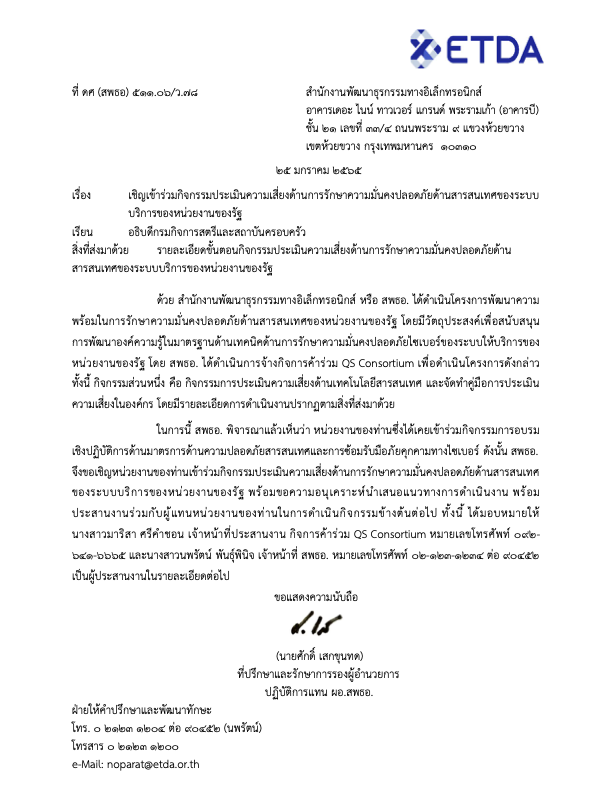 ETDA
ที่ ดศ (สพธอ) ๕๑๑.๐๖/ว.๗๘
สำนักงานพัฒนาธุรกรรมทางอิเล็กทรอนิกส์
อาคารเดอะ ไนน์ ทาวเวอร์ แกรนด์ พระรามเก้า (อาคารบี)
ชั้น ๒๑ เลขที่ ๓๓/๔ ถนนพระราม ๙ แขวงห้วยขวาง
เขตห้วยขวาง กรุงเทพมหานคร ๑๐๓๑๐
๒๕ มกราคม ๒๕๖๕
เรื่อง เชิญเข้าร่วมกิจกรรมประเมินความเสี่ยงด้านการรักษาความมั่นคงปลอดภัยด้านสารสนเทศของระบบ
บริการของหน่วยงานของรัฐ
เรียน อธิบดีกรมกิจการสตรีและสถาบันครอบครัว
สิ่งที่ส่งมาด้วย รายละเอียดขั้นตอนกิจกรรมประเมินความเสี่ยงด้านการรักษาความมั่นคงปลอดภัยด้าน
สารสนเทศของระบบบริการของหน่วยงานของรัฐ
ด้วย สำนักงานพัฒนาธุรกรรมทางอิเล็กทรอนิกส์ หรือ สพธอ. ได้ดำเนินโครงการพัฒนาความ
พร้อมในการรักษาความมั่นคงปลอดภัยด้านสารสนเทศของหน่วยงานของรัฐ โดยมีวัตถุประสงค์เพื่อสนับสนุน
การพัฒนาองค์ความรู้ในมาตรฐานด้านเทคนิคด้านการรักษาความมั่นคงปลอดภัยไซเบอร์ของระบบให้บริการของ
หน่วยงานของรัฐ โดย สพธอ. ได้ดำเนินการจ้างกิจการค้าร่วม QS Consortium เพื่อดำเนินโครงการดังกล่าว
ทั้งนี้ กิจกรรมส่วนหนึ่ง คือ กิจกรรมการประเมินความเสี่ยงด้านเทคโนโลยีสารสนเทศ และจัดทำคู่มือการประเมิน
ความเสี่ยงในองค์กร โดยมีรายละเอียดการดำเนินงานปรากฏตามสิ่งที่ส่งมาด้วย
ในการนี้ สพธอ. พิจารณาแล้วเห็นว่า หน่วยงานของท่านซึ่งได้เคยเข้าร่วมกิจกรรมการอบรม
เชิงปฏิบัติการด้านมาตรการด้านความปลอดภัยสารสนเทศและการซ้อมรับมือภัยคุกคามทางไซเบอร์ ดังนั้น สพธอ.
จึงขอเชิญหน่วยงานของท่านเข้าร่วมกิจกรรมประเมินความเสี่ยงด้านการรักษาความมั่นคงปลอดภัยด้านสารสนเทศ
ของระบบบริการของหน่วยงานของรัฐ พร้อมขอความอนุเคราะห์นำเสนอแนวทางการดำเนินงาน พร้อม
ประสานงานร่วมกับผู้แทนหน่วยงานของท่านในการดำเนินกิจกรรมข้างต้นต่อไป ทั้งนี้ ได้มอบหมายให้
นางสาวมาริสา ศรีคำชอน เจ้าหน้าที่ประสานงาน กิจการค้าร่วม QS Consortium หมายเลขโทรศัพท์ ๐๙๒-
๖๔๑-๖๖๖๕ และนางสาวนพรัตน์ พันธุ์พินิจ เจ้าหน้าที่ สพธอ. หมายเลขโทรศัพท์ ๐๒-๑๒๓-๑๒๓๔ ต่อ ๙๐๔๕๒
เป็นผู้ประสานงานในรายละเอียดต่อไป
ขอแสดงความนับถือ
(นายศักดิ์ เสกขุนทด)
ที่ปรึกษาและรักษาการรองผู้อำนวยการ
ปฏิบัติการแทน ผอ.สพธอ.
ฝ่ายให้คำปรึกษาและพัฒนาทักษะ
โทร. ๐ ๒๑๒๓ ๑๒๐๔ ต่อ ๙๐๔๕๒ (นพรัตน์)
โทรสาร ๐ ๒๑๒๓ ๑๒๐๐
e-Mail: noparat@etda.or.th